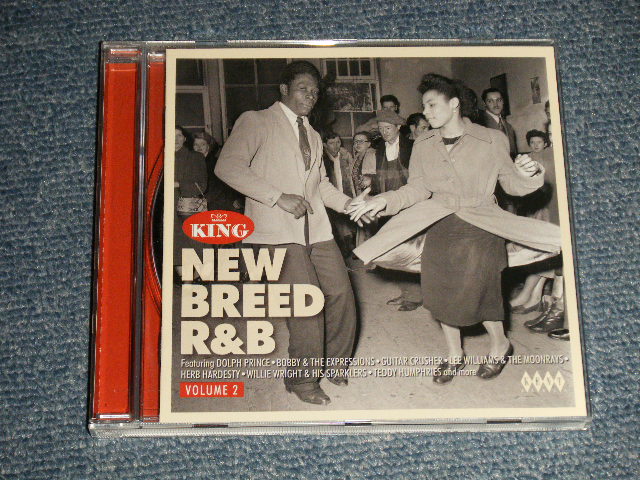 KING
NEW
BREED
R&B
Featuring DOLPH PRINCE • BOBBY & THE EXPRESSIONS • GUITAR CRUSHER • LEE WILLIAMS & THE MOONRAYS •
HERB HARDESTY • WILLIE WRIGHT & HIS SPARKLERS • TEDDY HUMPHRIES and more
VOLUME 2
KENT